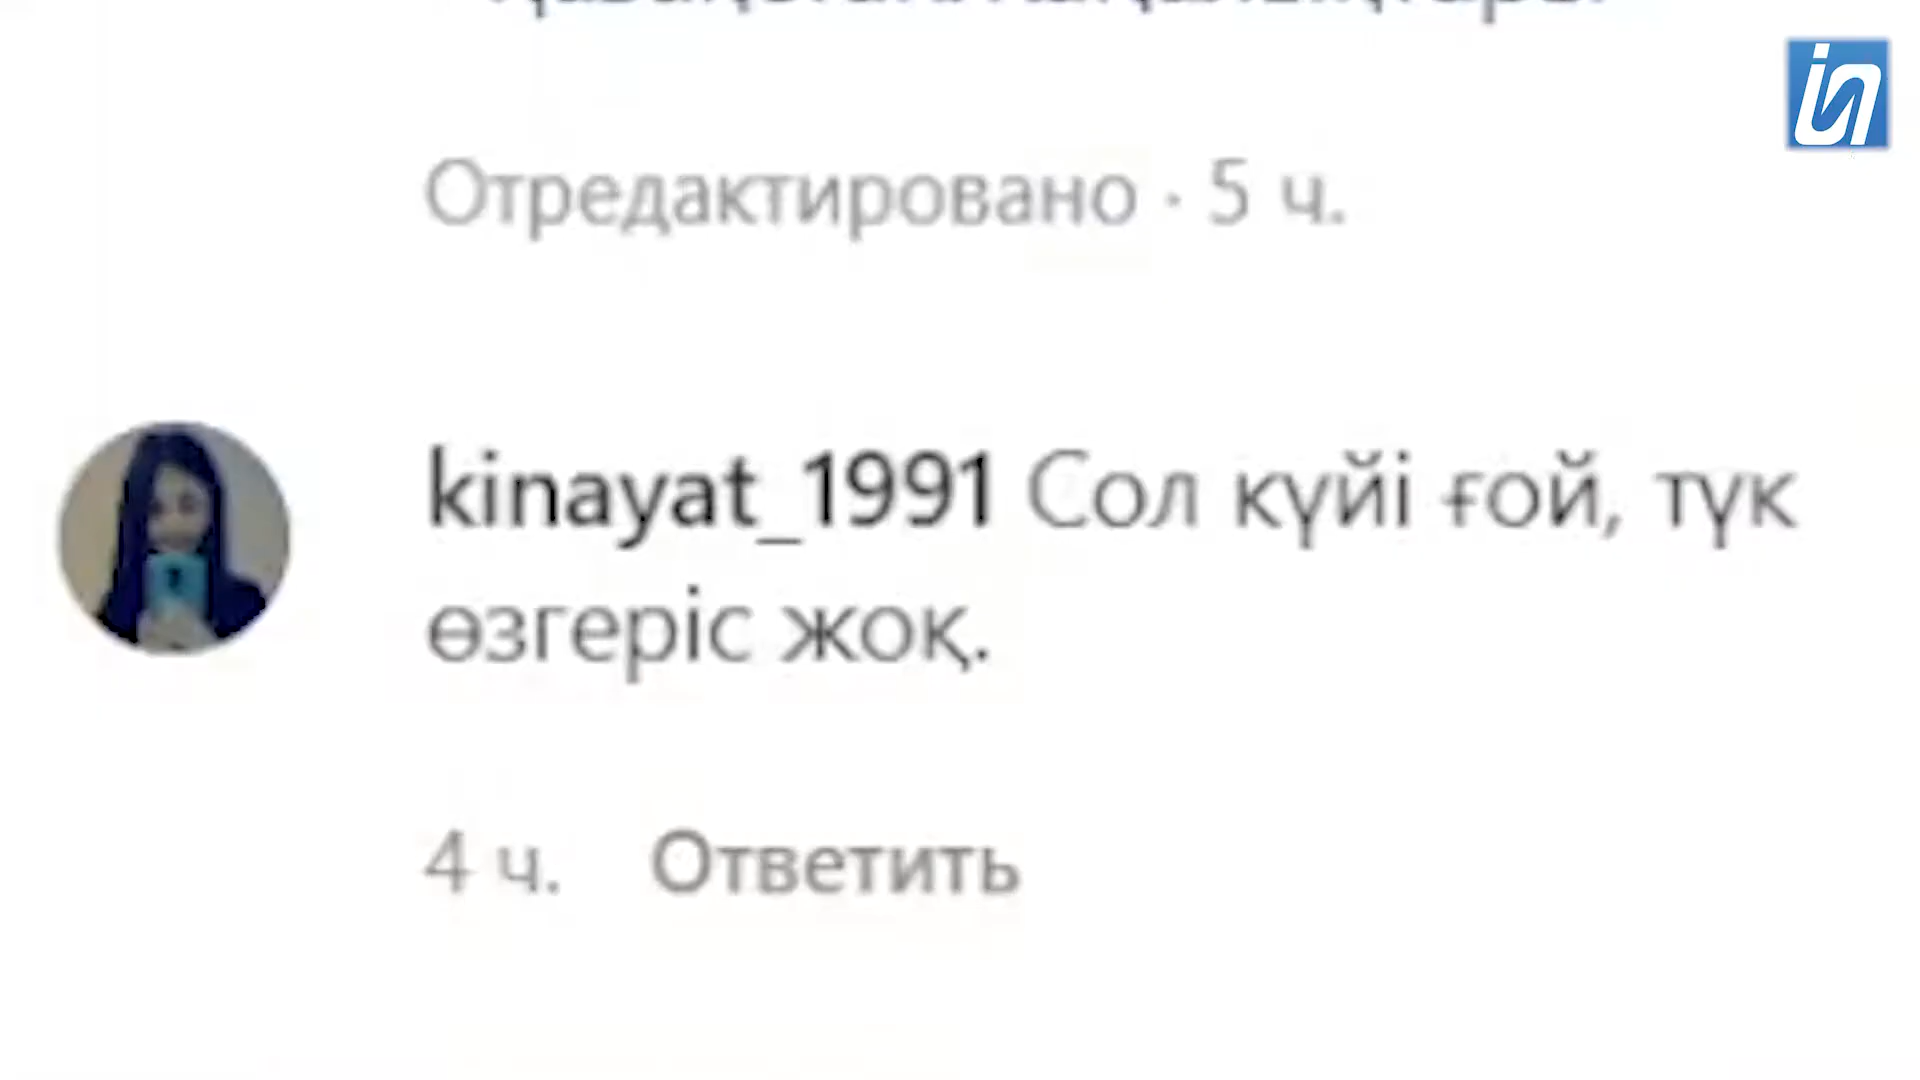 Отредактировано · 5 ч.
kinayat_1991 Сол күйі ғой, түк
өзгеріс жоқ.
4 ч. Ответить